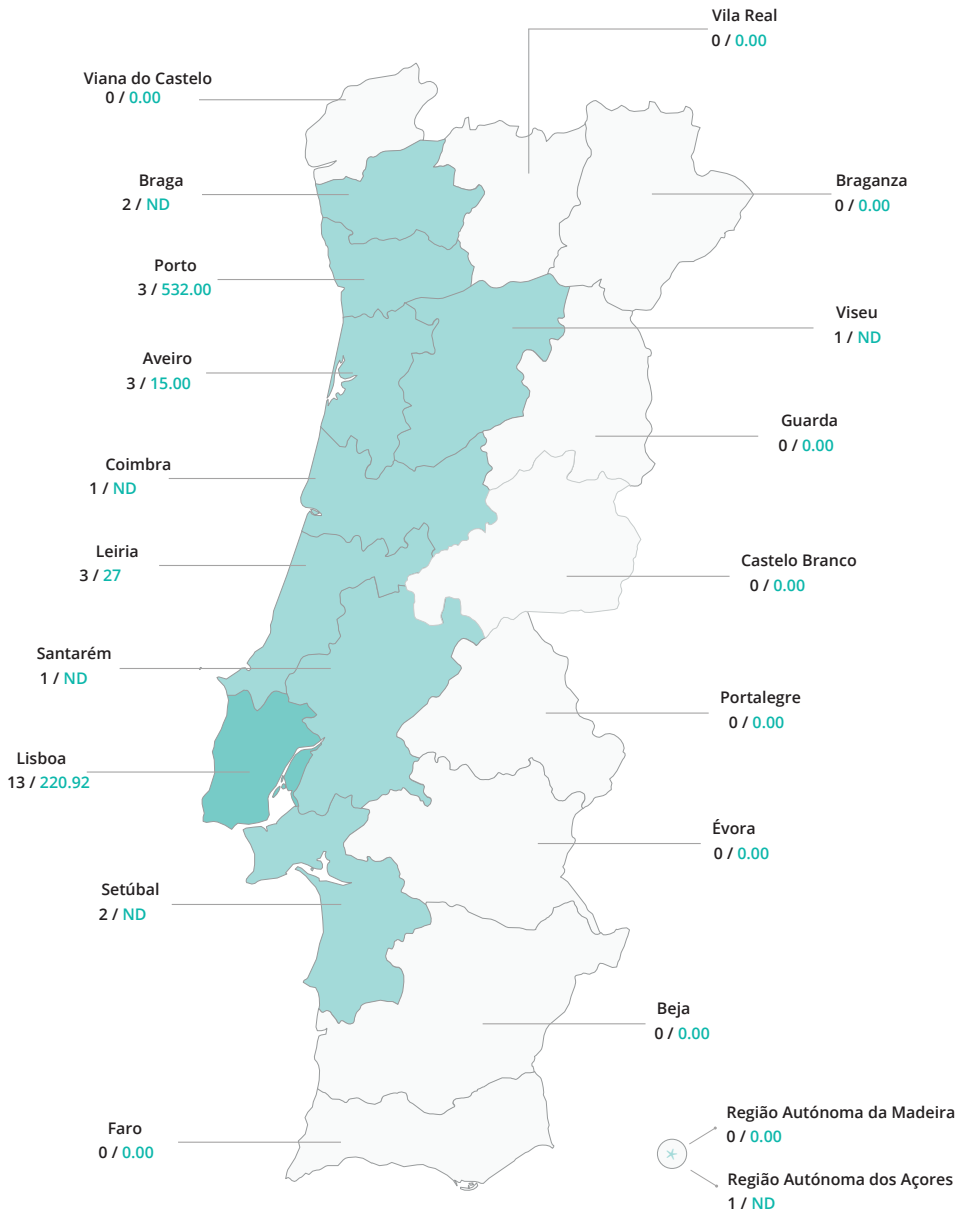 Vila Real
0 / 0.00
Viana do Castelo
0 / 0.00
Braga
2 / ND
Braganza
0 / 0.00
Porto
3 / 532.00
Viseu
1 / ND
Aveiro
3 / 15.00
Guarda
0 / 0.00
Coimbra
1 / ND
Leiria
3 / 27
Castelo Branco
0 / 0.00
Santarém
1 / ND
Portalegre
0 / 0.00
Lisboa
13 / 220.92
Évora
0 / 0.00
Setúbal
2 / ND
Beja
0 / 0.00
Faro
0 / 0.00
Região Autónoma da Madeira
0 / 0.00
Região Autónoma dos Açores
1 / ND